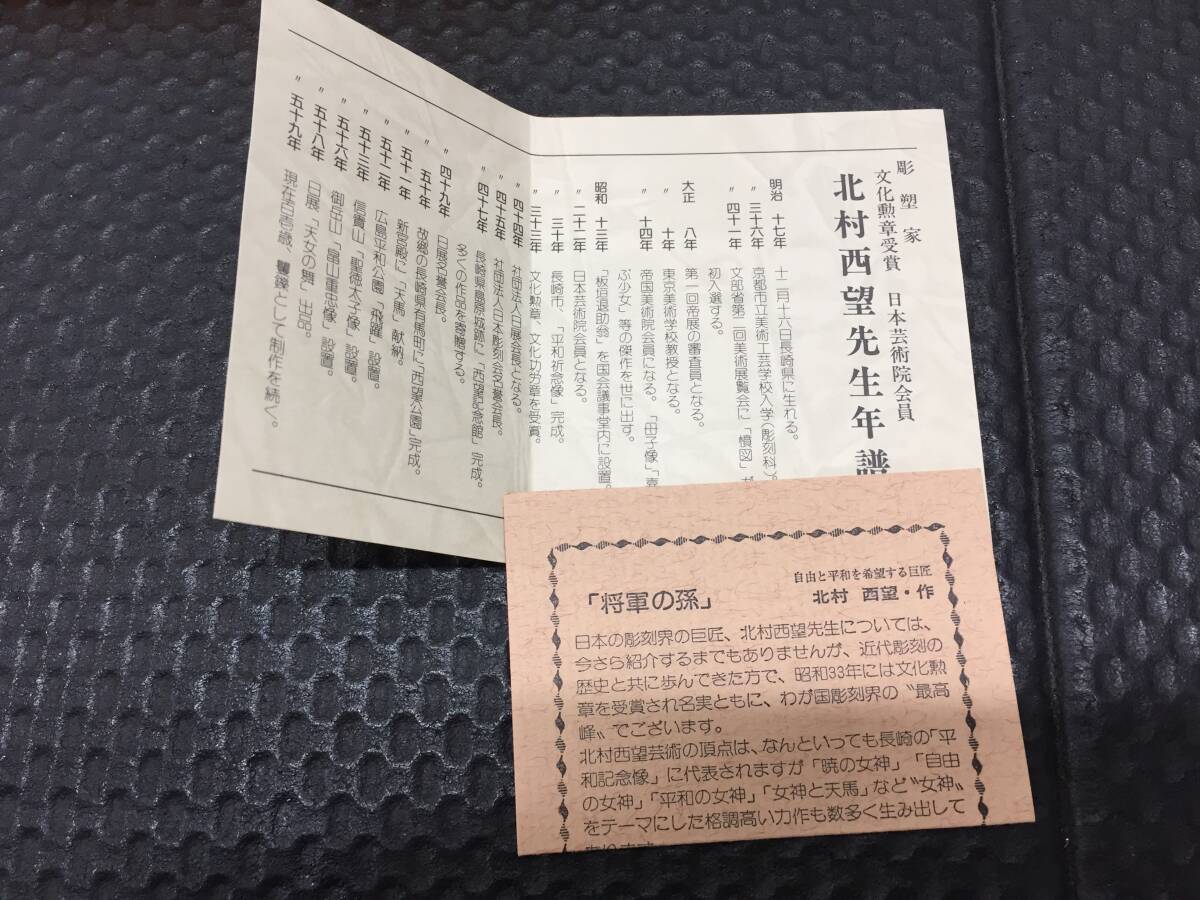 彫塑家
文化勲章受賞　日本芸術院会員
北村西望先生年譜
明治　十七年　十二月十六日長崎県に生れる。
〃　三十六年　京都市立美術工芸学校入学(彫刻科)。
〃　四十一年　文部省第二回美術展覧会に「憤図」が
初入選する。
大正　八年　第一回帝展の審査員となる。
〃　十年　東京美術学校教授となる。
〃　十四年　帝国美術院会員になる。「母子像」「喜
ぶ少女」等の傑作を世に出す。
昭和　十三年　「板垣退助翁」を国会議事堂内に設置。
〃　二十二年　日本芸術院会員となる。
〃　三十年　長崎市、「平和祈念像」完成。
〃　三十三年　文化勲章、文化功労章を受賞。
〃　四十四年　社団法人日展会長となる。
〃　四十五年　社団法人日本彫刻会名誉会長。
〃　四十七年　長崎県島原城跡に「西望記念館」完成。
多くの作品を寄贈する。
〃　四十九年　日展名誉会長。
〃　五十年　故郷の長崎県有馬町に「西望公園」完成。
〃　五十一年　新宮殿に「天馬」献納。
〃　五十二年　広島平和公園「飛躍」設置。
〃　五十三年　信貴山「聖徳太子像」設置。
〃　五十六年　御岳山「畠山重忠像」設置。
〃　五十八年　日展「天女の舞」出品。
〃　五十九年　現在百壱歳、矍鑠として制作を続く。
自由と平和を希望する巨匠
「将軍の孫」　北村　西望・作
日本の彫刻界の巨匠、北村西望先生については、
今さら紹介するまでもありませんが、近代彫刻の
歴史と共に歩んできた方で、昭和33年には文化勲
章を受賞され名実ともに、わが国彫刻界の〝最高
峰〟でございます。
北村西望芸術の頂点は、なんといっても長崎の「平
和記念像」に代表されますが「暁の女神」「自由
の女神」「平和の女神」「女神と天馬」など〝女神〟
をテーマにした格調高い力作も数多く生み出して